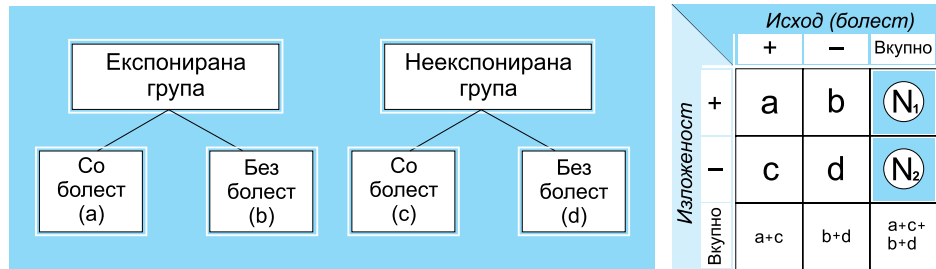 Експонирана
група
Неекспонирана
група
Со
болест
(a)
Без
болест
(b)
Со
болест
(c)
Без
болест
(d)
Исход (болест)
+ − Вкупно
Изложеност
+ a b N₁
− c d N₂
Вкупно a+c b+d a+c+
b+d